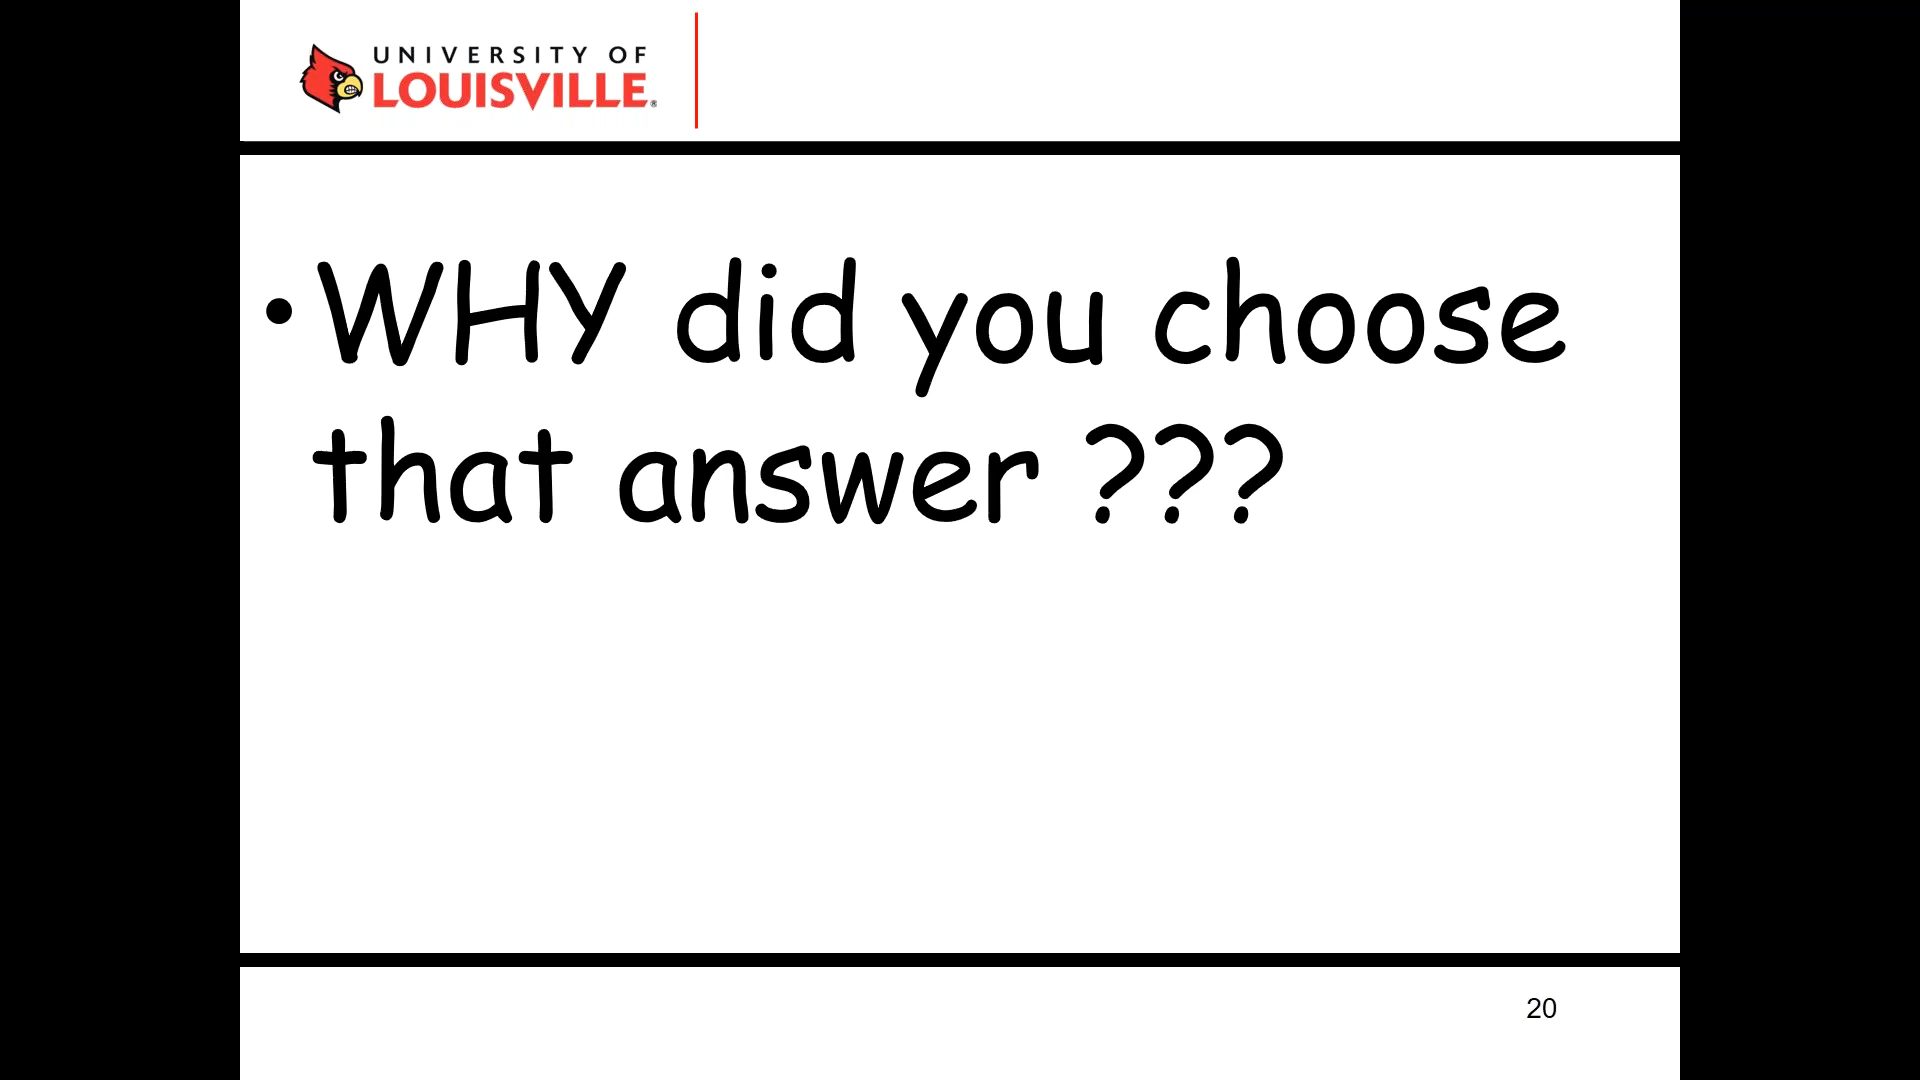 UNIVERSITY OF
LOUISVILLE®
• WHY did you choose
that answer ???
20